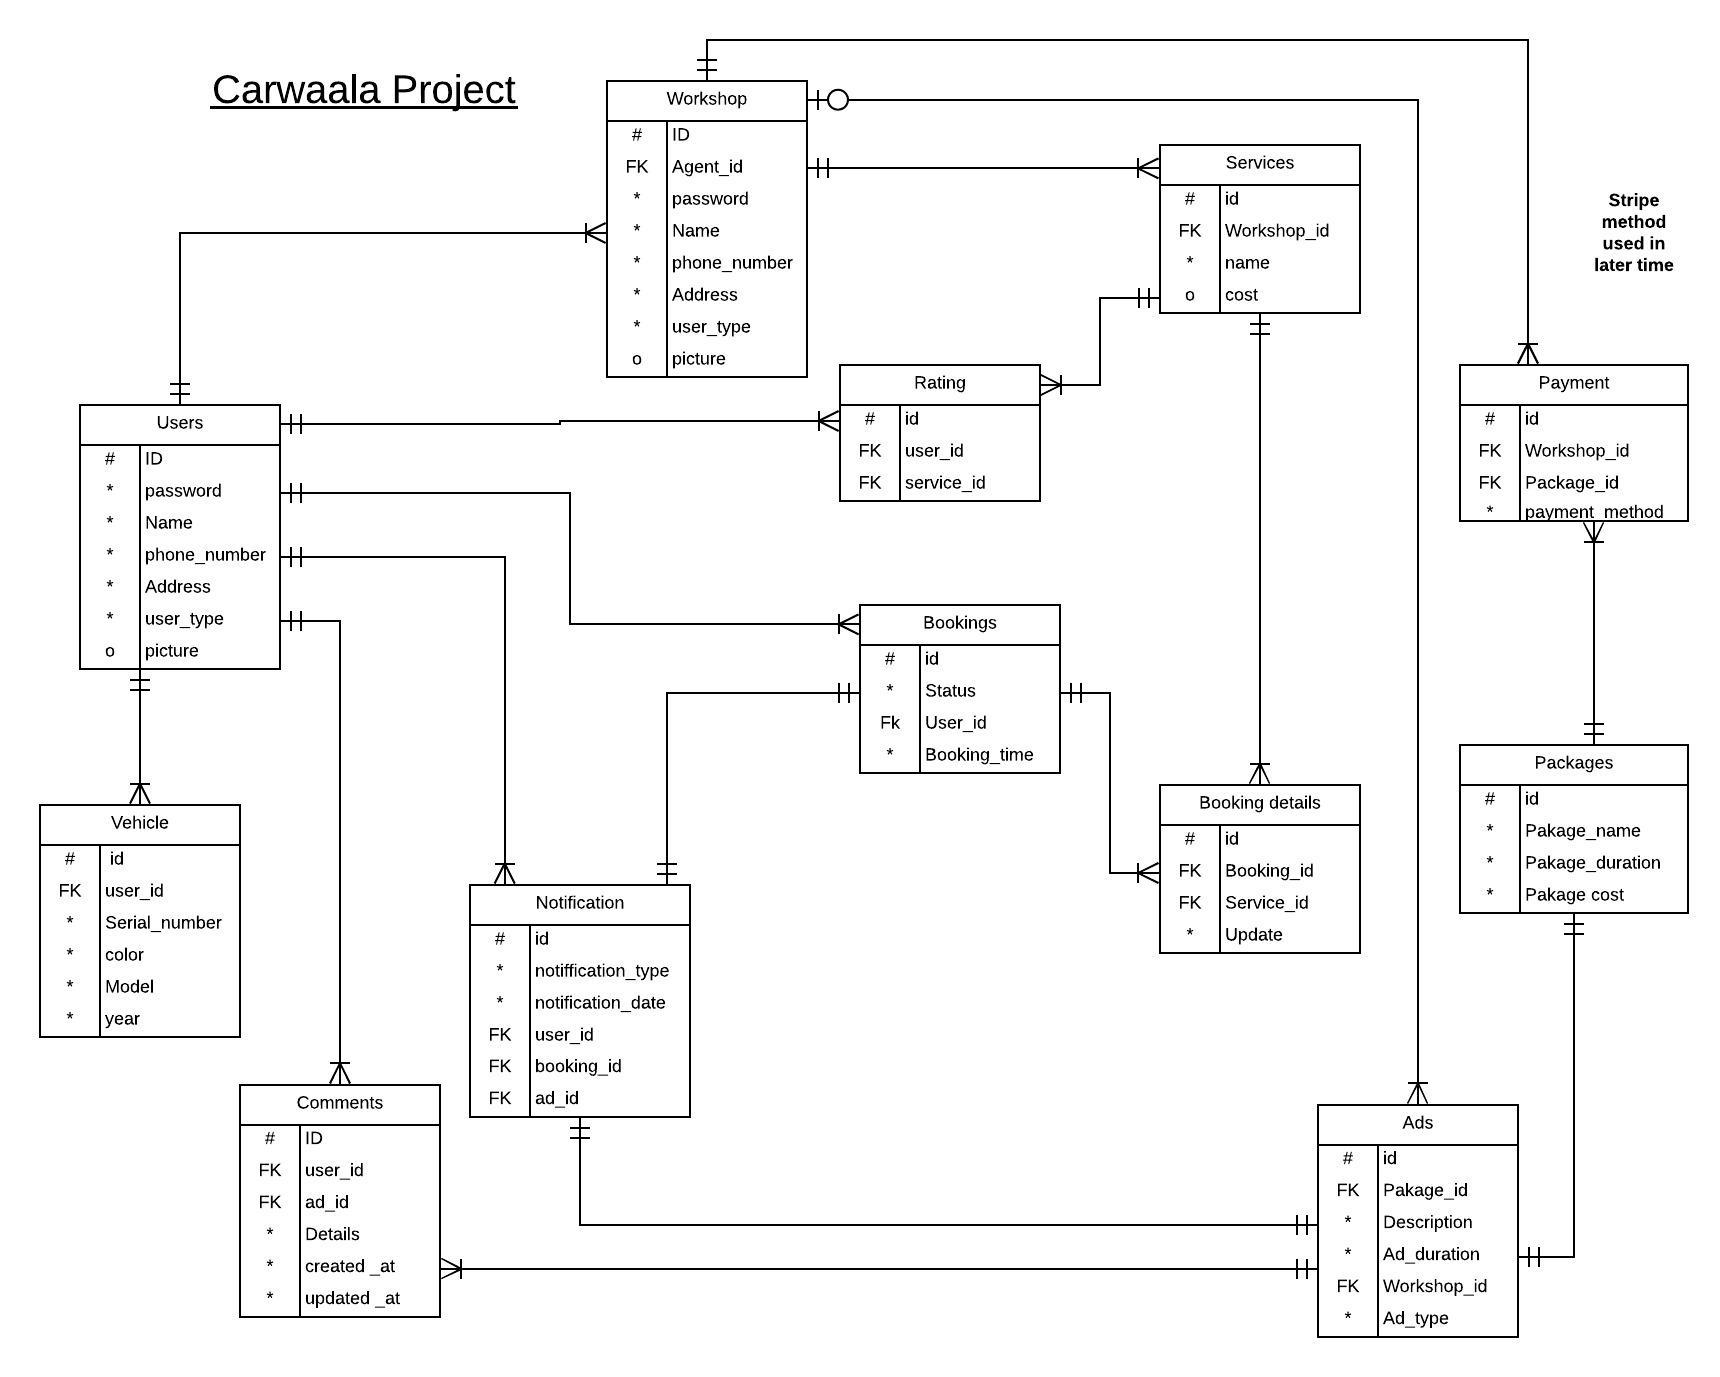 Carwaala Project
Workshop
# ID
FK Agent_id
* password
* Name
* phone_number
* Address
* user_type
o picture
Services
# id
FK Workshop_id
* name
o cost
Stripe
method
used in
later time
Rating
# id
FK user_id
FK service_id
Payment
# id
FK Workshop_id
FK Package_id
* payment_method
Users
# ID
* password
* Name
* phone_number
* Address
* user_type
o picture
Bookings
# id
* Status
Fk User_id
* Booking_time
Packages
# id
* Pakage_name
* Pakage_duration
* Pakage cost
Booking details
# id
FK Booking_id
FK Service_id
* Update
Vehicle
# id
FK user_id
* Serial_number
* color
* Model
* year
Notification
# id
* notiffication_type
* notification_date
FK user_id
FK booking_id
FK ad_id
Comments
# ID
FK user_id
FK ad_id
* Details
* created _at
* updated _at
Ads
# id
FK Pakage_id
* Description
* Ad_duration
FK Workshop_id
* Ad_type